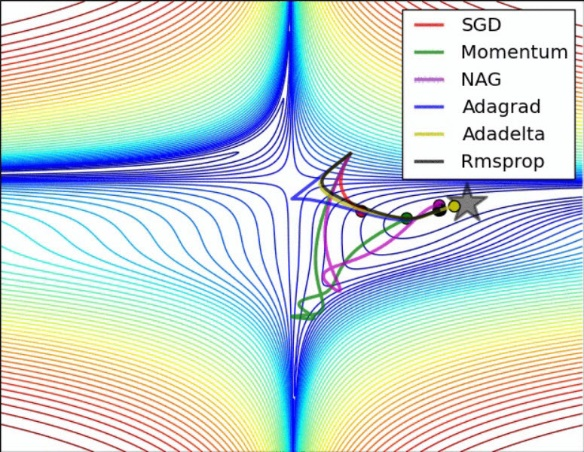 SGD
Momentum
NAG
Adagrad
Adadelta
Rmsprop